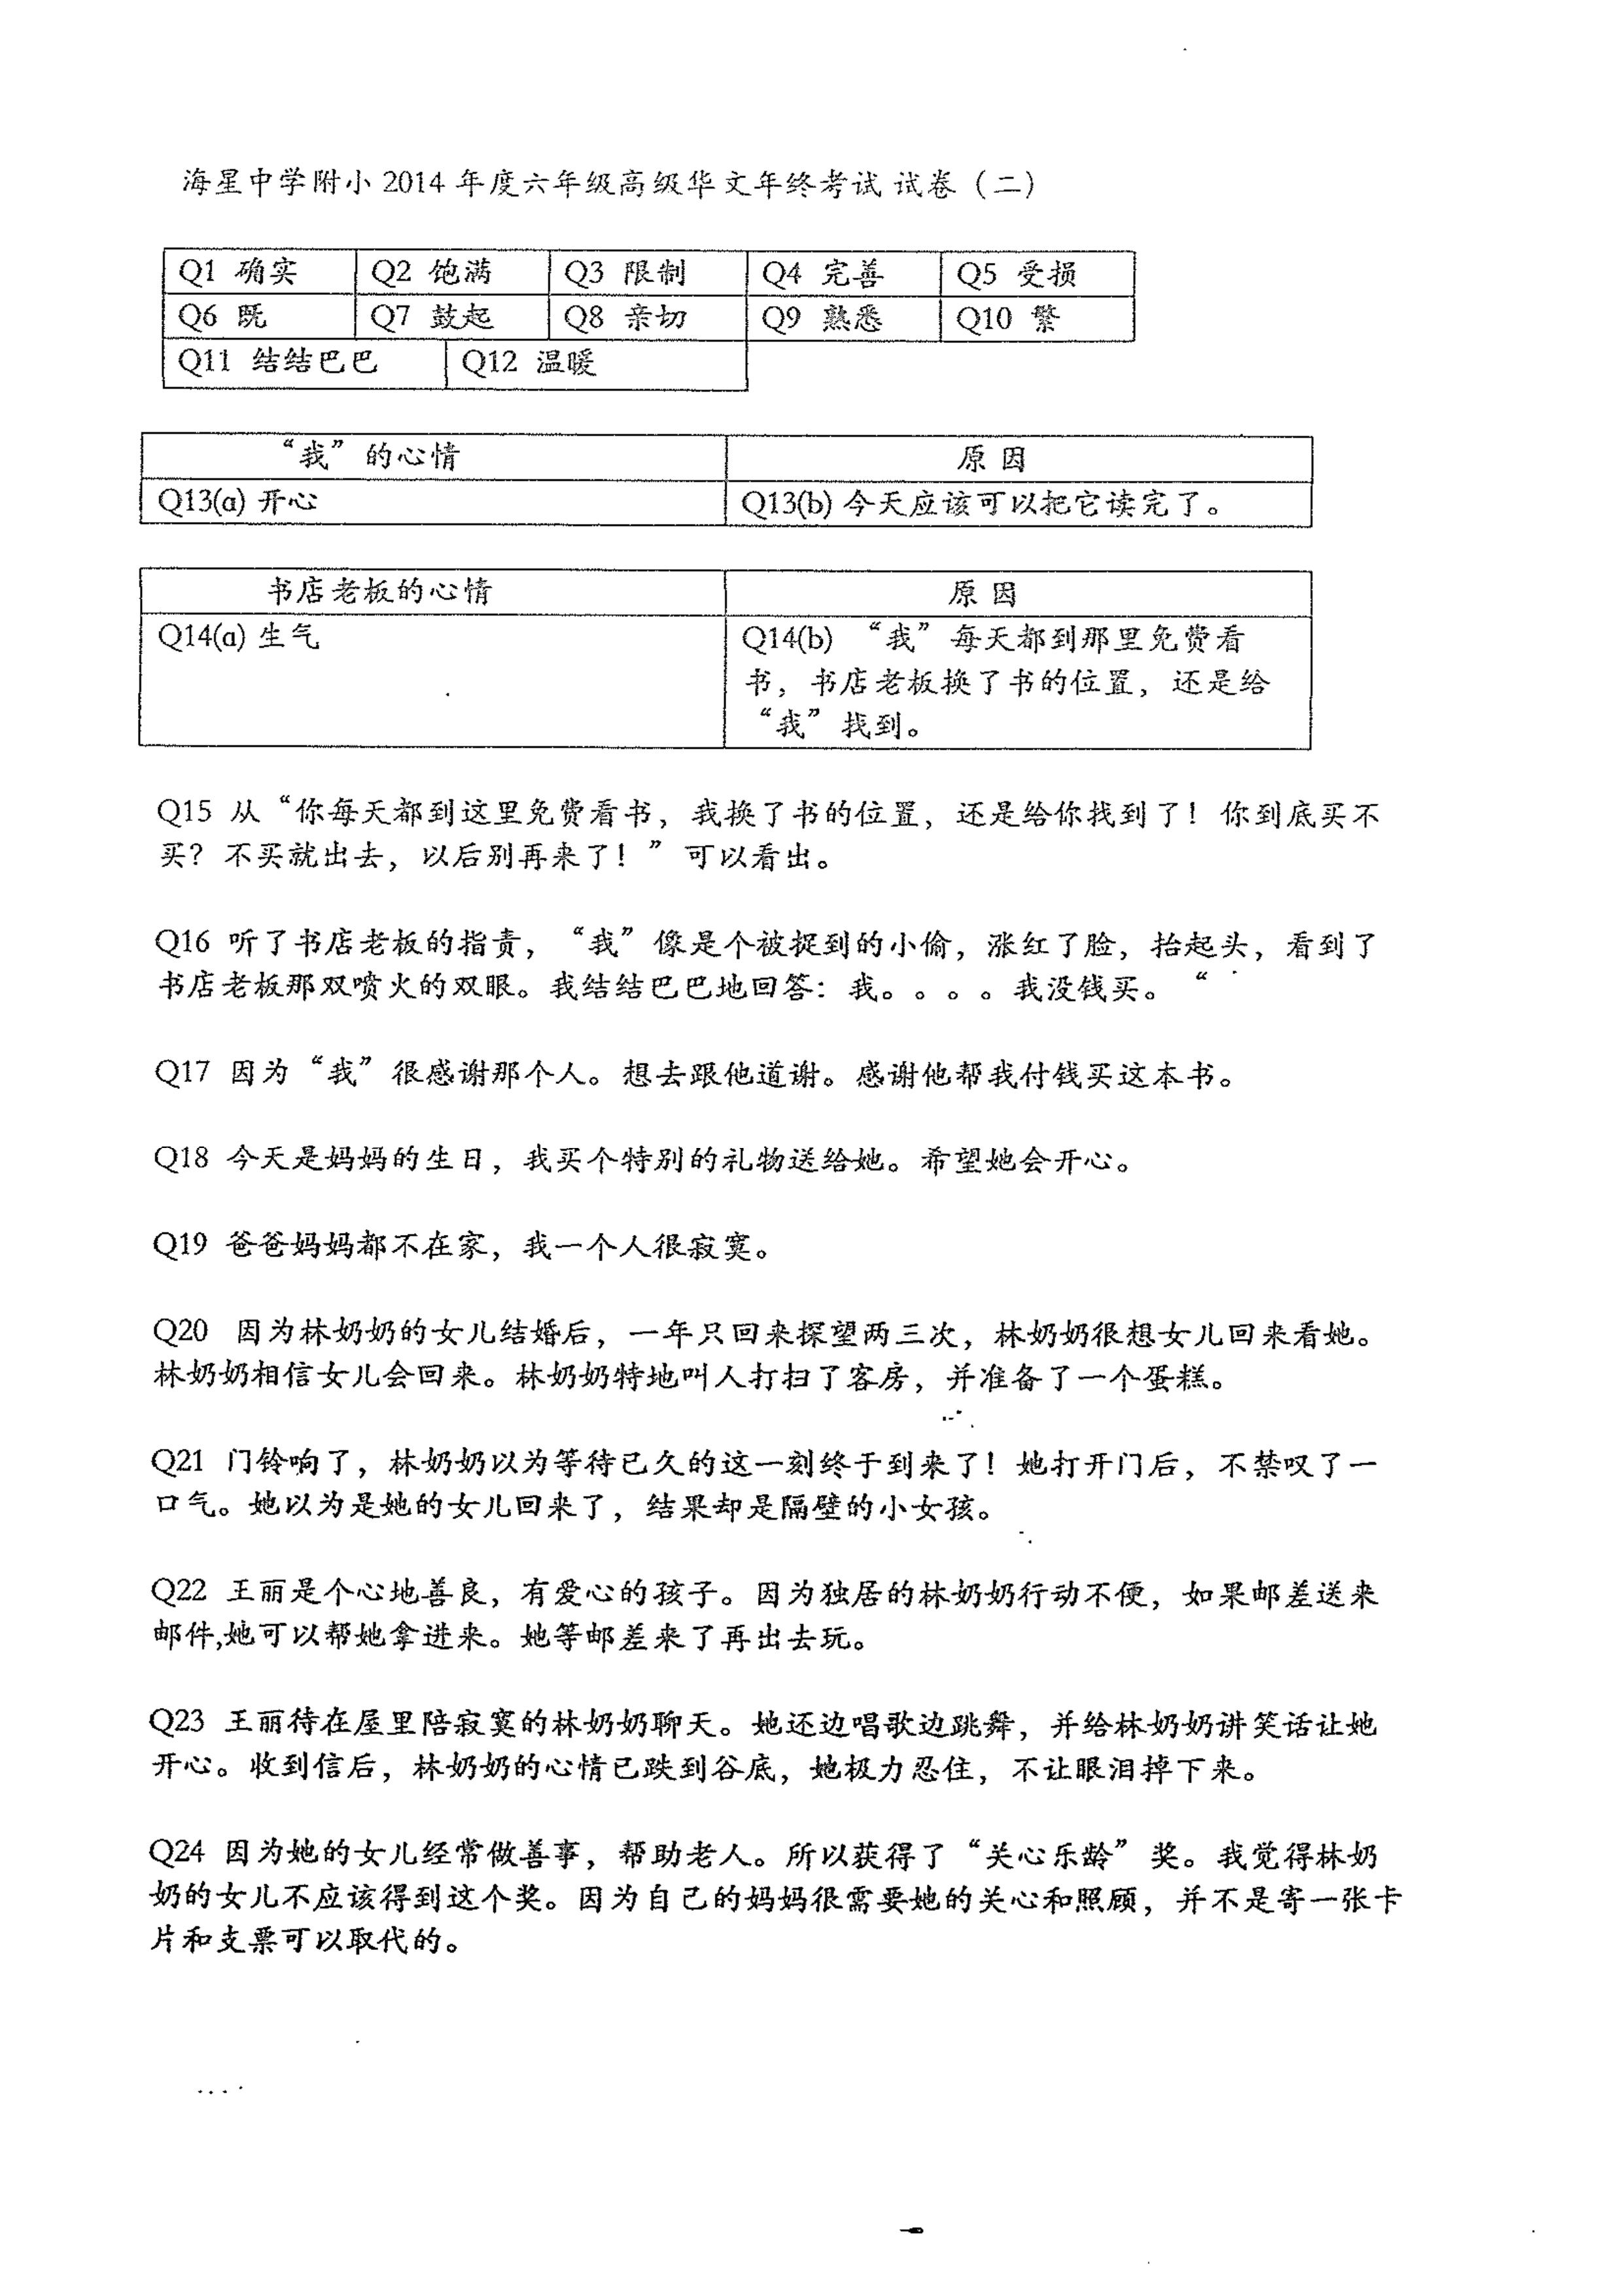 海星中学附小 2014 年度六年级高级华文年终考试 试卷（二）
Q1 确实 Q2 饱满 Q3 限制 Q4 完善 Q5 受损
Q6 既 Q7 鼓起 Q8 亲切 Q9 熟悉 Q10 繁
Q11 结结巴巴 Q12 温暖
“我”的心情 原 因
Q13(a) 开心 Q13(b) 今天应该可以把它读完了。
书店老板的心情 原 因
Q14(a) 生气 Q14(b) “我”每天都到那里免费看
书，书店老板换了书的位置，还是给
“我”找到。
Q15 从“你每天都到这里免费看书，我换了书的位置，还是给你找到了！你到底买不
买？不买就出去，以后别再来了！”可以看出。
Q16 听了书店老板的指责，“我”像是个被捉到的小偷，涨红了脸，抬起头，看到了
书店老板那双喷火的双眼。我结结巴巴地回答：我。。。。我没钱买。“
Q17 因为“我”很感谢那个人。想去跟他道谢。感谢他帮我付钱买这本书。
Q18 今天是妈妈的生日，我买个特别的礼物送给她。希望她会开心。
Q19 爸爸妈妈都不在家，我一个人很寂寞。
Q20 因为林奶奶的女儿结婚后，一年只回来探望两三次，林奶奶很想女儿回来看她。
林奶奶相信女儿会回来。林奶奶特地叫人打扫了客房，并准备了一个蛋糕。
Q21 门铃响了，林奶奶以为等待已久的这一刻终于到来了！她打开门后，不禁叹了一
口气。她以为是她的女儿回来了，结果却是隔壁的小女孩。
Q22 王丽是个心地善良，有爱心的孩子。因为独居的林奶奶行动不便，如果邮差送来
邮件,她可以帮她拿进来。她等邮差来了再出去玩。
Q23 王丽待在屋里陪寂寞的林奶奶聊天。她还边唱歌边跳舞，并给林奶奶讲笑话让她
开心。收到信后，林奶奶的心情已跌到谷底，她极力忍住，不让眼泪掉下来。
Q24 因为她的女儿经常做善事，帮助老人。所以获得了“关心乐龄”奖。我觉得林奶
奶的女儿不应该得到这个奖。因为自己的妈妈很需要她的关心和照顾，并不是寄一张卡
片和支票可以取代的。